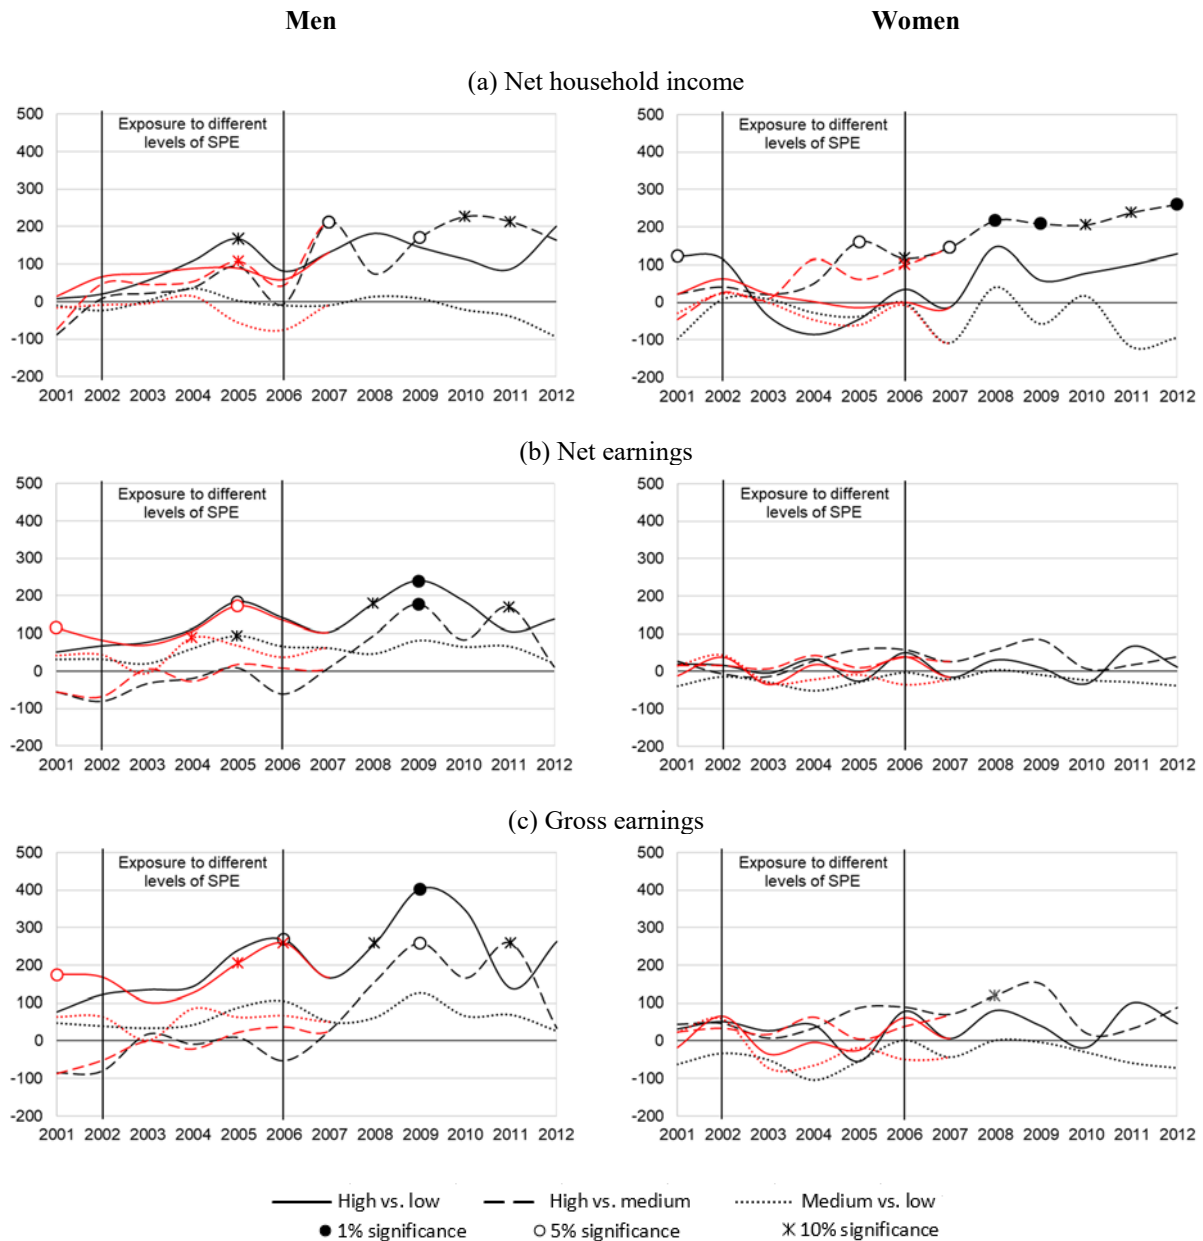 Men Women
(a) Net household income
500 500
Exposure to different Exposure to different
levels of SPE levels of SPE
400 400
300 300
200 200
100 100
0 0
-100 -100
-200 -200
2001 2002 2003 2004 2005 2006 2007 2008 2009 2010 2011 2012 2001 2002 2003 2004 2005 2006 2007 2008 2009 2010 2011 2012
(b) Net earnings
500 500
Exposure to different Exposure to different
levels of SPE levels of SPE
400 400
300 300
200 200
100 100
0 0
-100 -100
-200 -200
2001 2002 2003 2004 2005 2006 2007 2008 2009 2010 2011 2012 2001 2002 2003 2004 2005 2006 2007 2008 2009 2010 2011 2012
(c) Gross earnings
500 500
Exposure to different Exposure to different
levels of SPE levels of SPE
400 400
300 300
200 200
100 100
0 0
-100 -100
-200 -200
2001 2002 2003 2004 2005 2006 2007 2008 2009 2010 2011 2012 2001 2002 2003 2004 2005 2006 2007 2008 2009 2010 2011 2012
High vs. low High vs. medium Medium vs. low
1% significance 5% significance 10% significance